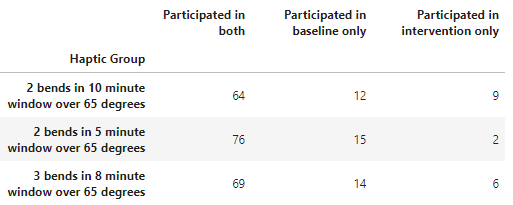 Participated in both
Participated in baseline only
Participated in intervention only
Haptic Group
2 bends in 10 minute window over 65 degrees 64 12 9
2 bends in 5 minute window over 65 degrees 76 15 2
3 bends in 8 minute window over 65 degrees 69 14 6